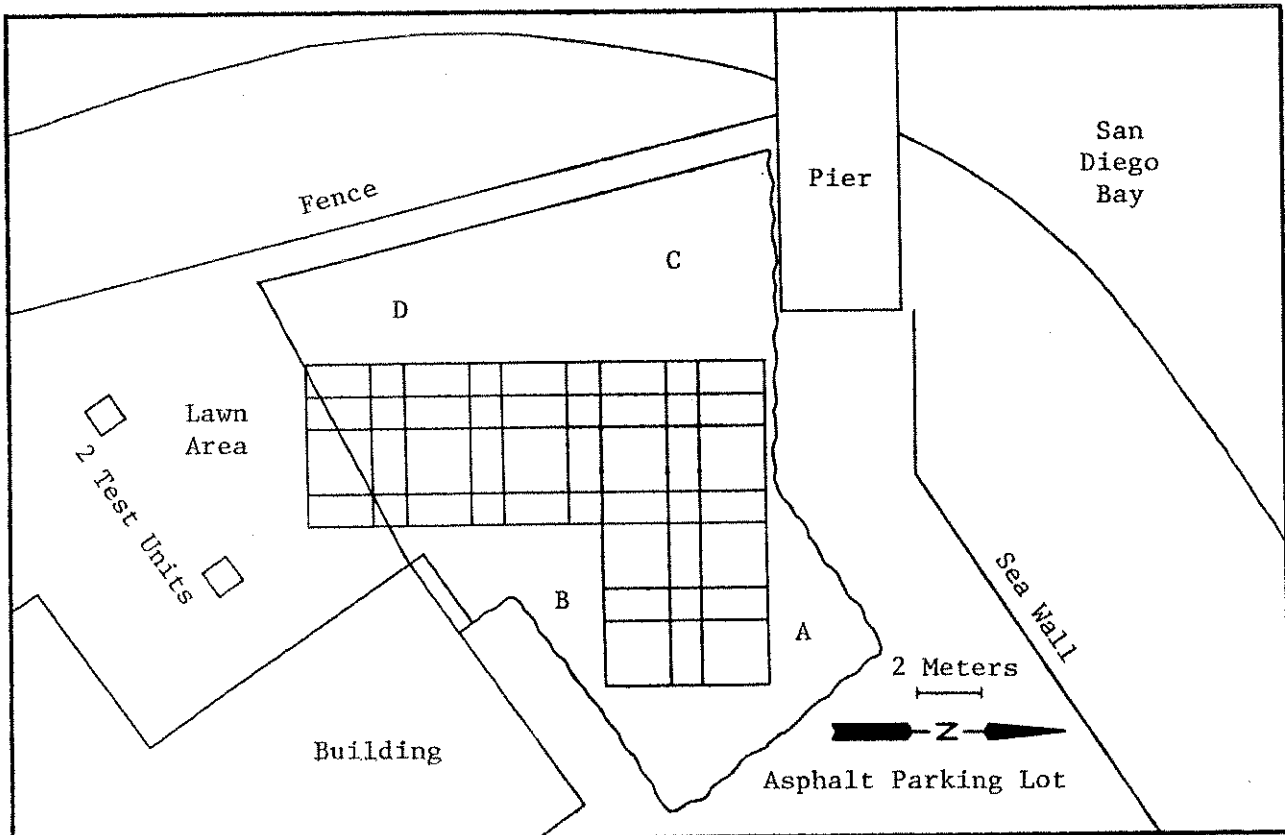 San
Diego
Bay
Pier
Fence
C
D
Lawn
Area
2 Test Units
B
A
Sea Wall
2 Meters
N
Building
Asphalt Parking Lot